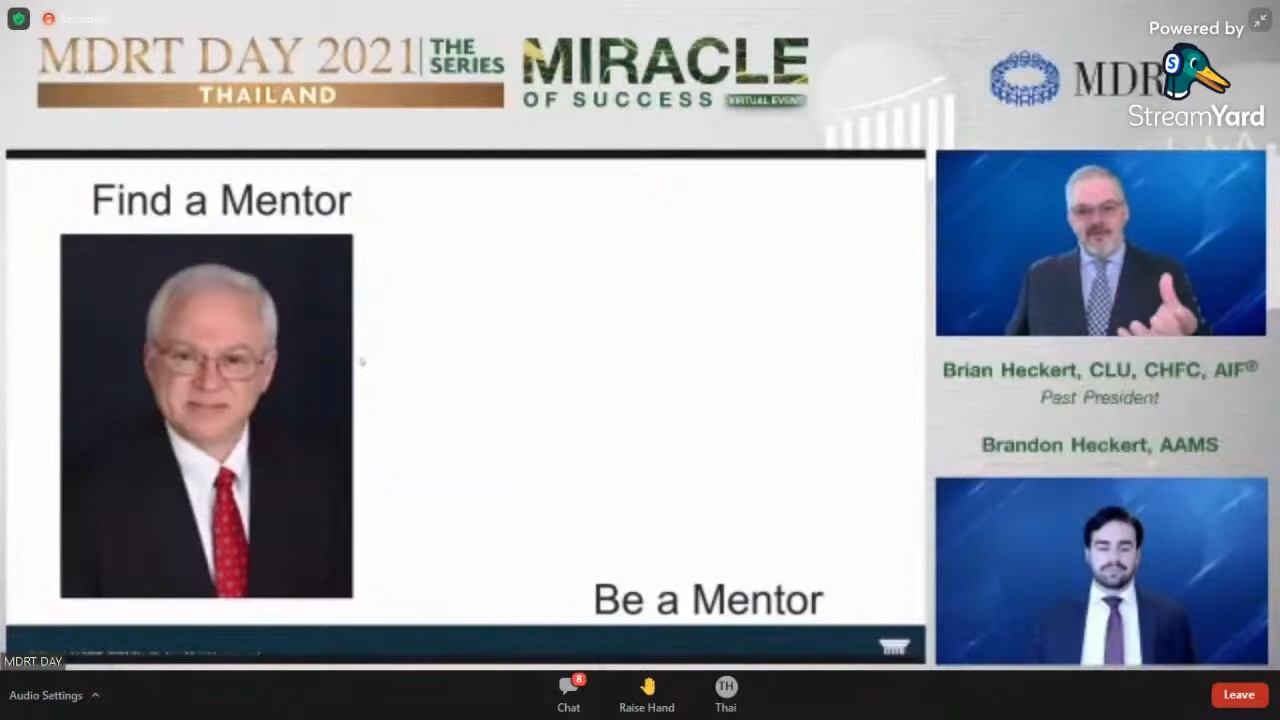 Powered by
MDRT DAY 2021 THE SERIES
THAILAND
MIRACLE
OF SUCCESS VIRTUAL EVENT
MDR
S
StreamYard
Find a Mentor
Be a Mentor
Brian Heckert, CLU, CHFC, AIF®
Past President
Brandon Heckert, AAMS
MDRT DAY
Audio Settings
8
Chat
Raise Hand
TH
Thai
Leave